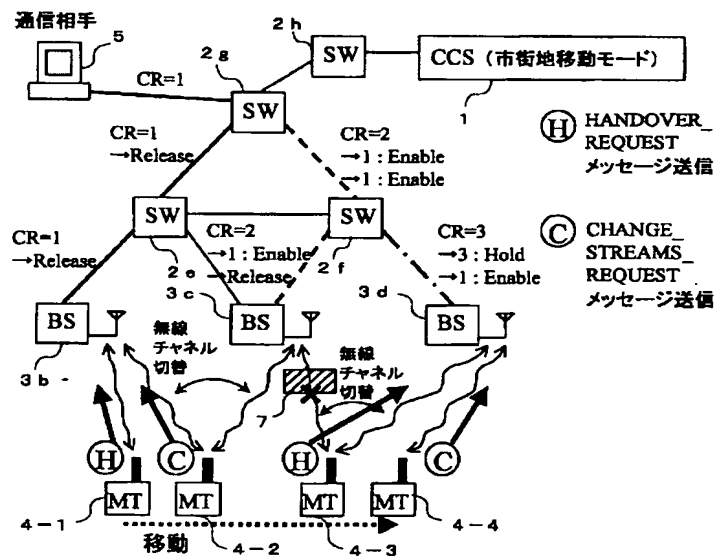 通信相手
5
CR=1
2g
SW
2h
SW
CCS (市街地移動モード)
1
H HANDOVER_
REQUEST
メッセージ送信
C CHANGE_
STREAMS_
REQUEST
メッセージ送信
CR=1
→Release
CR=2
→1 : Enable
→1 : Enable
SW
2e
SW
2f
CR=1
→Release
CR=2
→1 : Enable
→Release
CR=3
→3 : Hold
→1 : Enable
BS
3b
BS
3c
BS
3d
無線
チャネル
切替
無線
チャネル
切替
7
H
C
H
C
MT
MT
MT
MT
4-1
4-2
4-3
4-4
移動